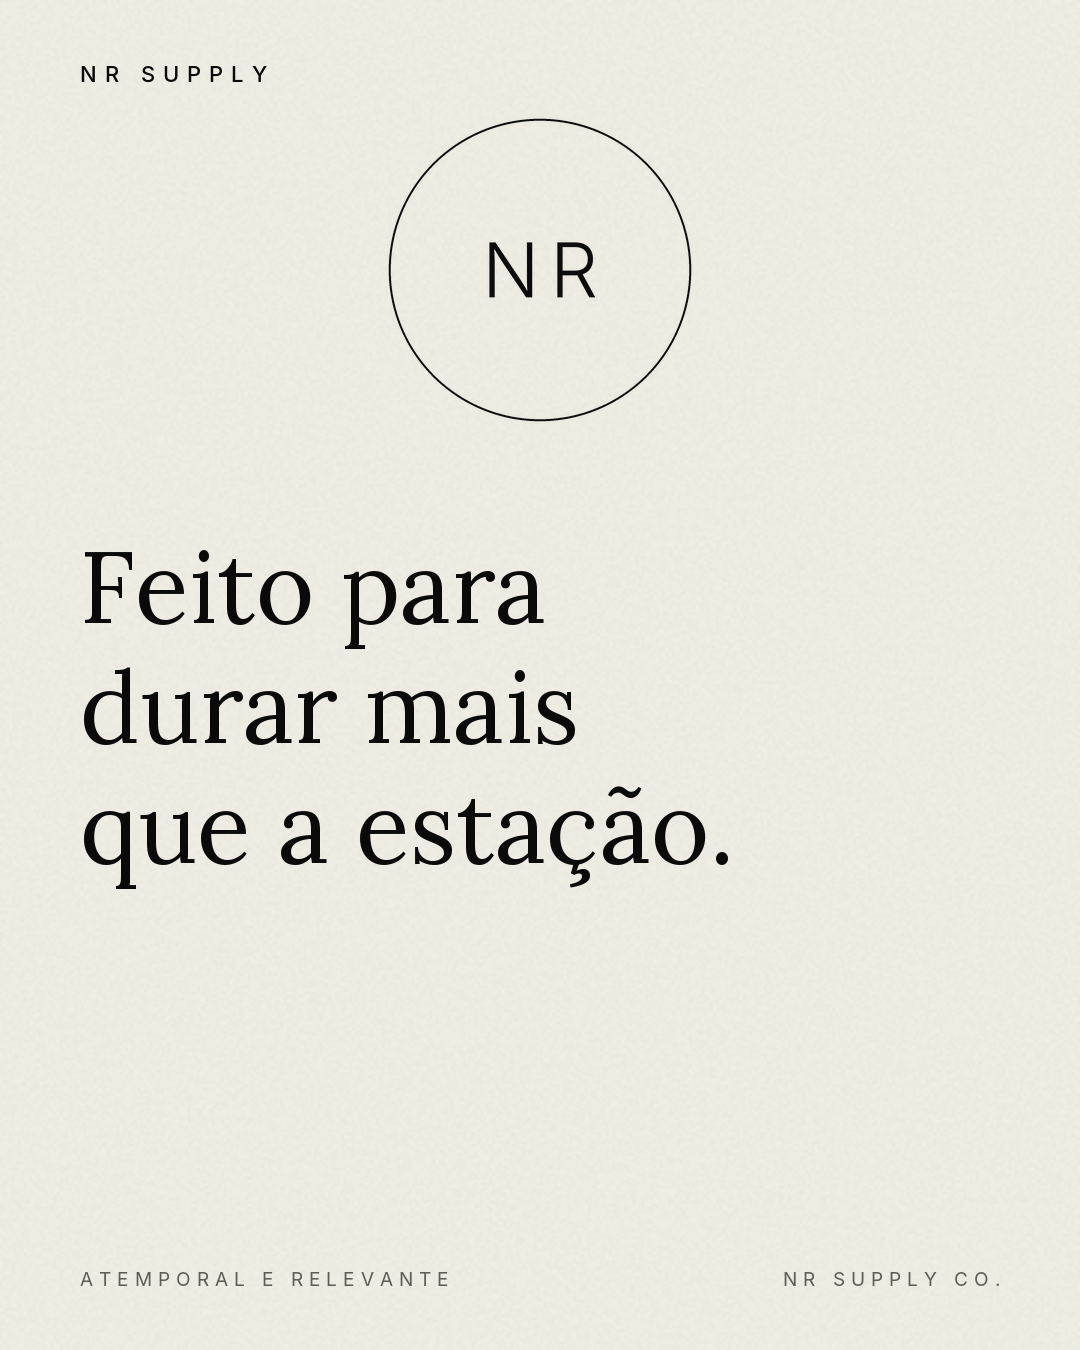 NR SUPPLY
NR
Feito para
durar mais
que a estação.
ATEMPORAL E RELEVANTE
NR SUPPLY CO.